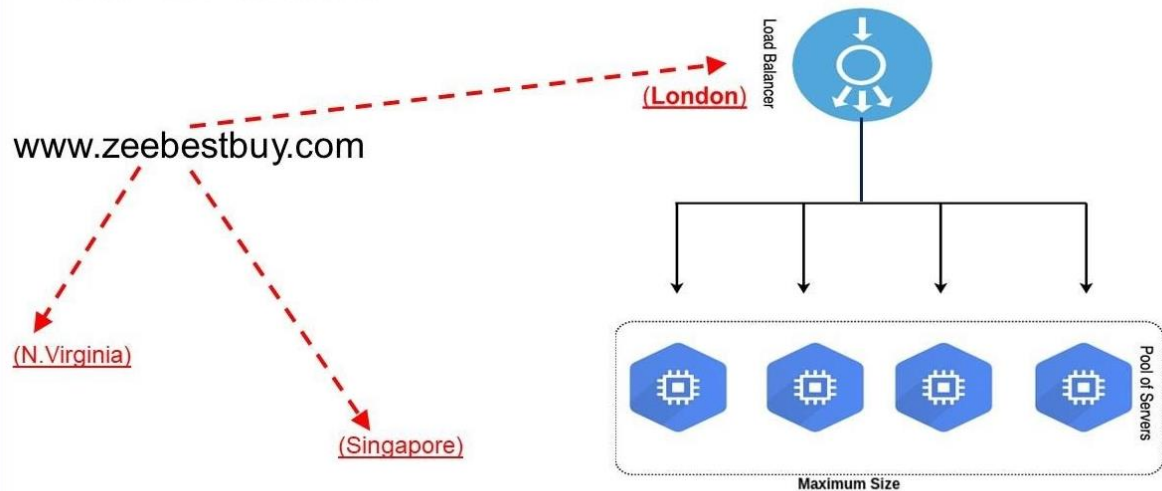 Load Balancer
(London)
www.zeebestbuy.com
(N.Virginia)
(Singapore)
Pool of Servers
Maximum Size